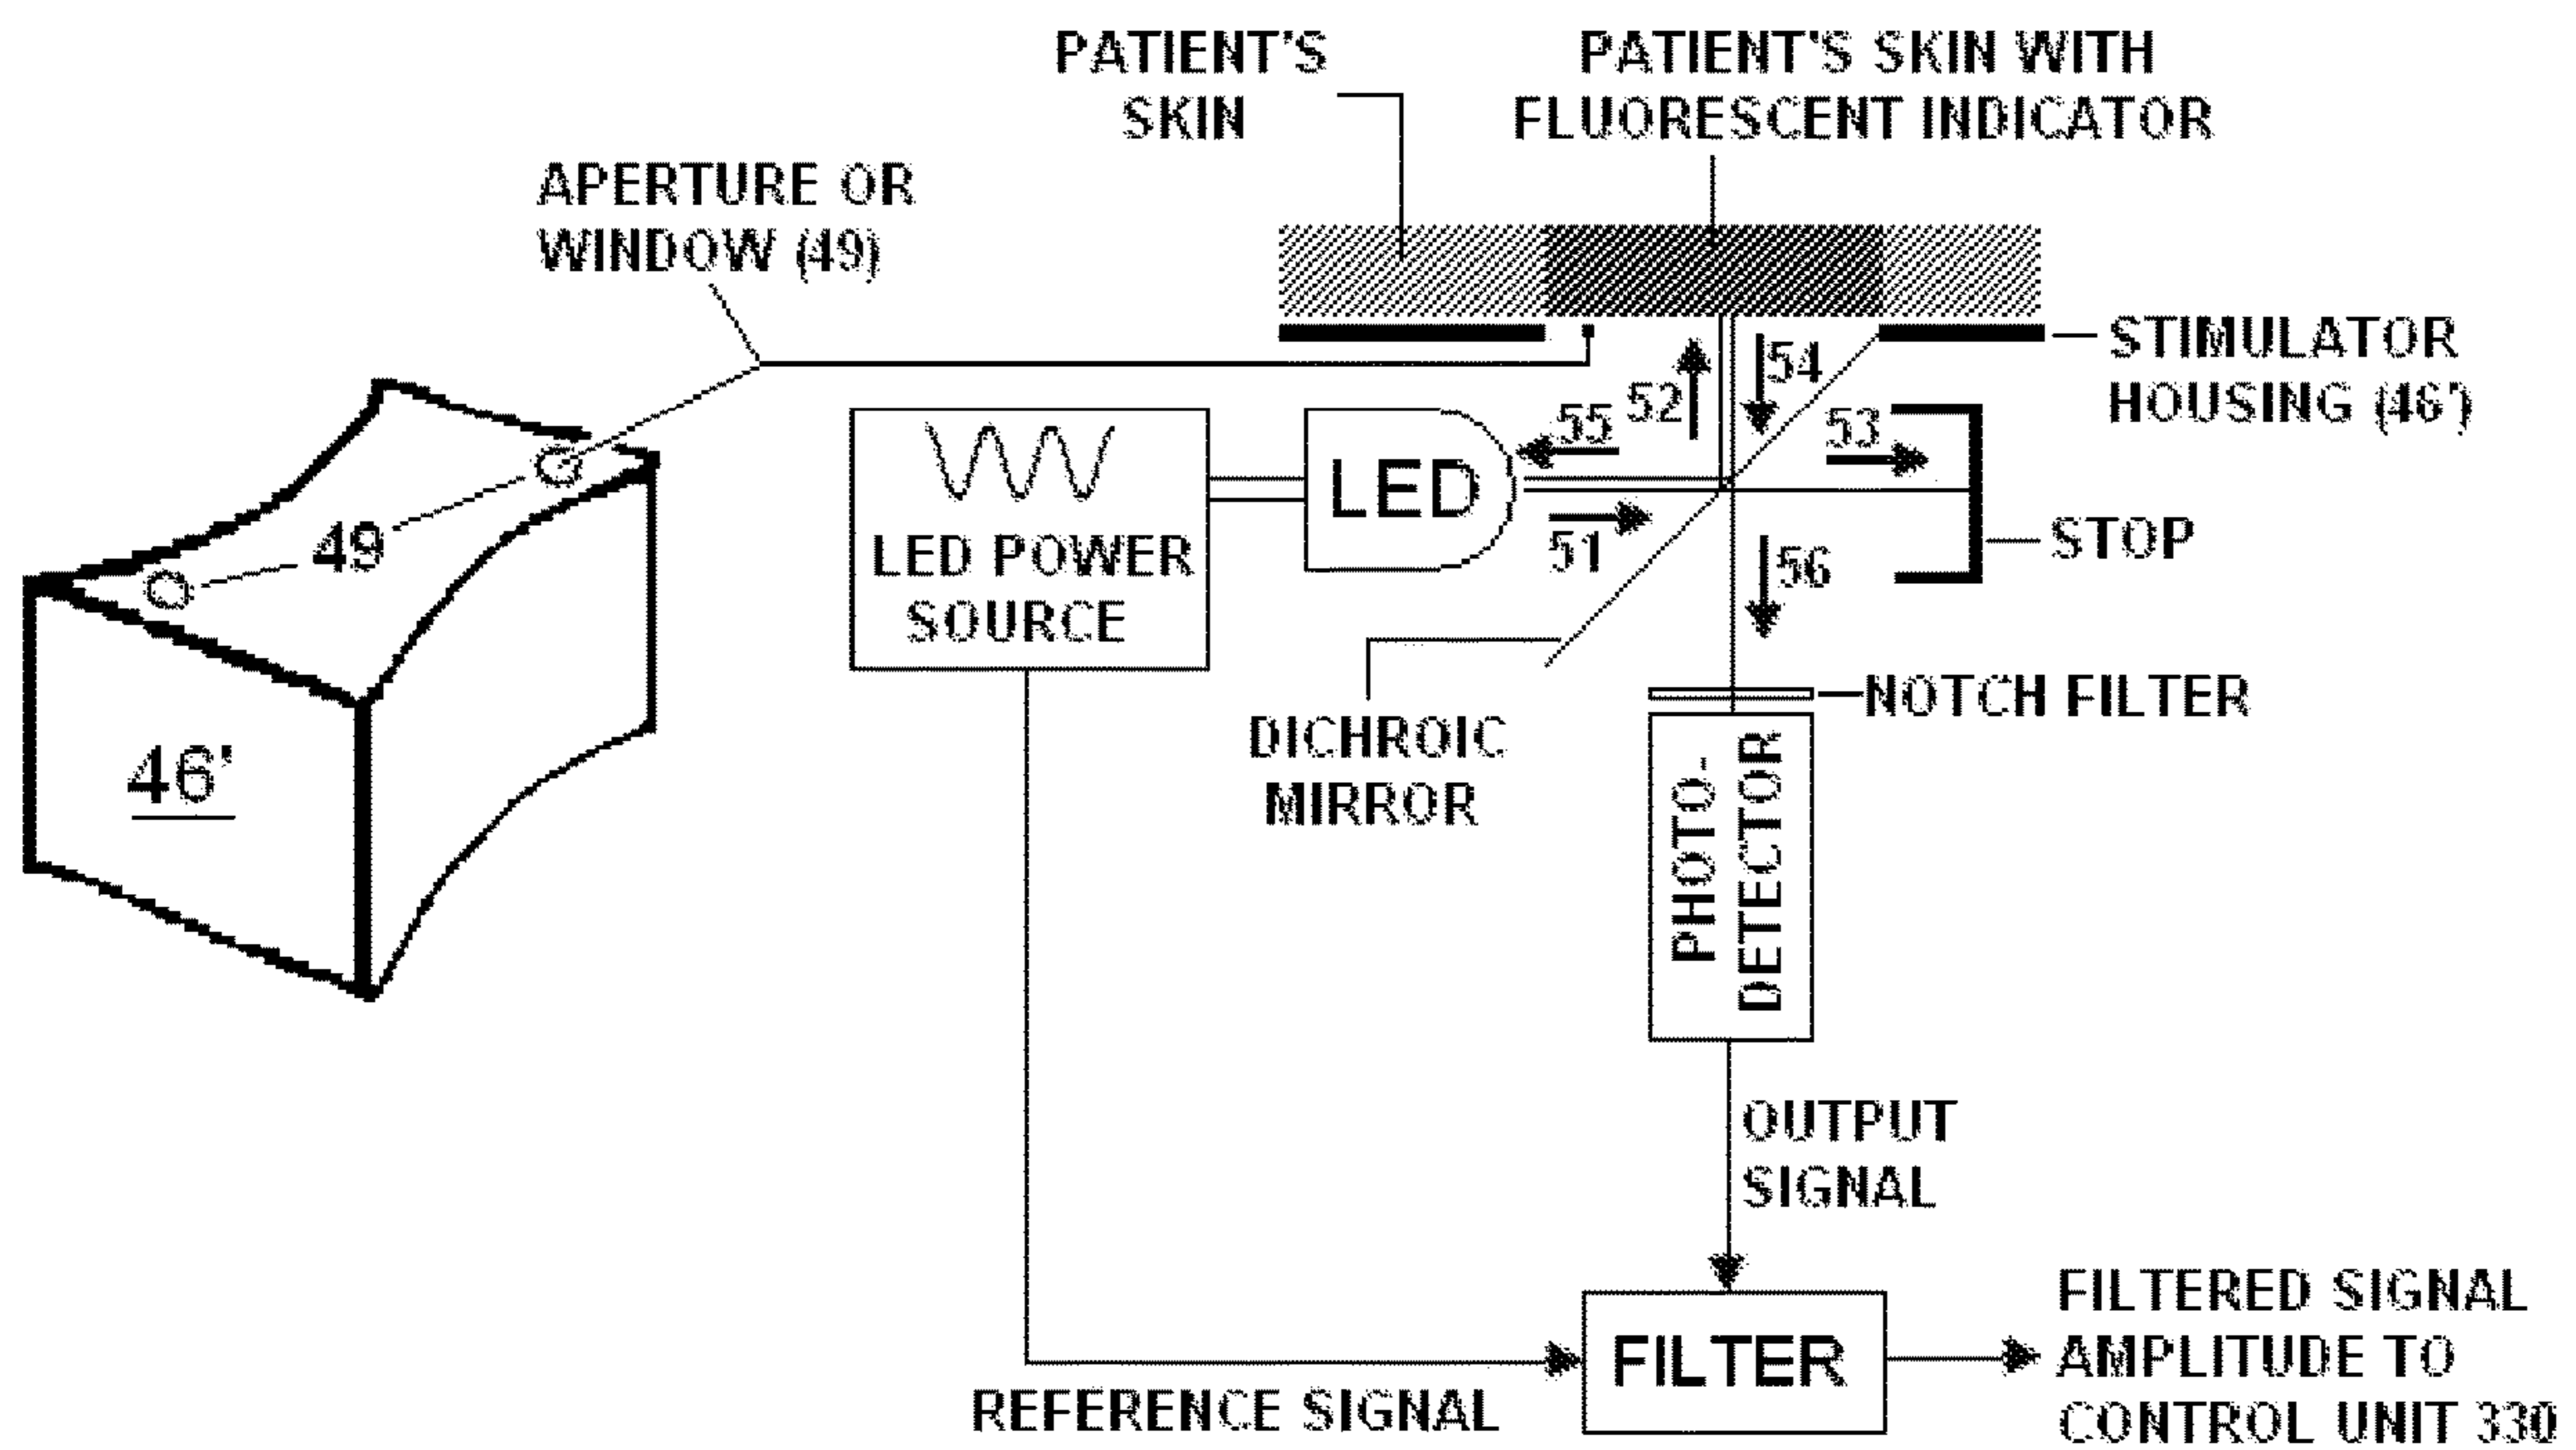 PATIENT'S
SKIN
PATIENT'S SKIN WITH
FLUORESCENT INDICATOR
APERTURE OR
WINDOW (49)
STIMULATOR
HOUSING (46')
54
52
55
53
LED
51
STOP
56
49
LED POWER
SOURCE
NOTCH FILTER
DICHROIC
MIRROR
46'
PHOTO-
DETECTOR
OUTPUT
SIGNAL
FILTER
REFERENCE SIGNAL
FILTERED SIGNAL
AMPLITUDE TO
CONTROL UNIT 330